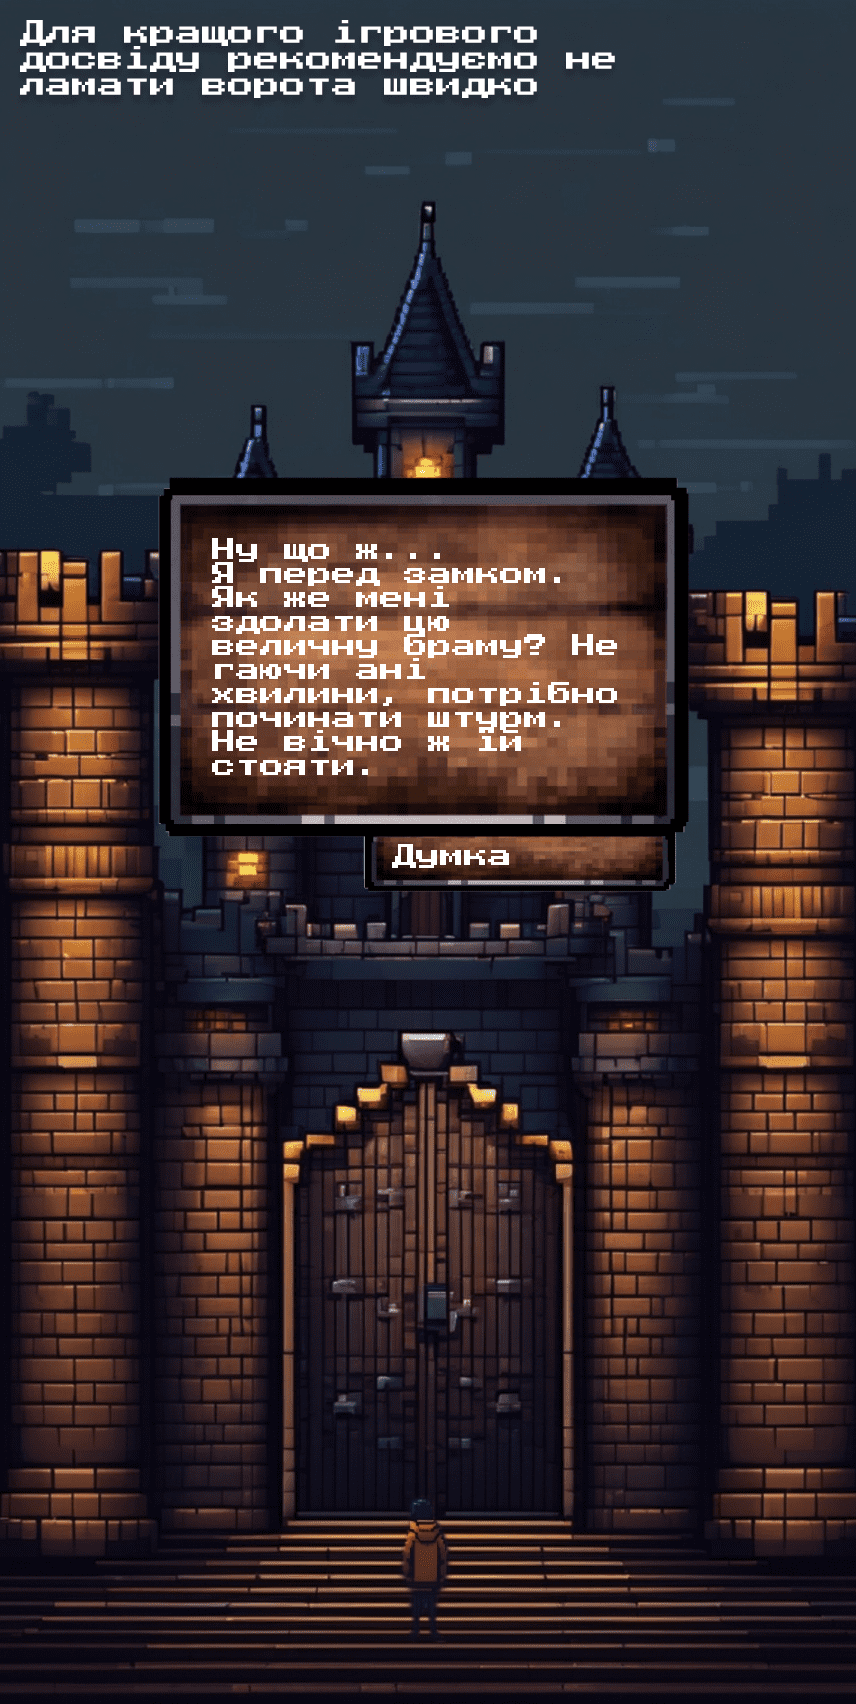 Для кращого ігрового
досвіду рекомендуємо не
ламати ворота швидко
Ну що ж...
Я перед замком.
Як же мені
здолати цю
величну браму? Не
гаючи ані
хвилини, потрібно
починати штурм.
Не вічно ж їй
стояти.
Думка